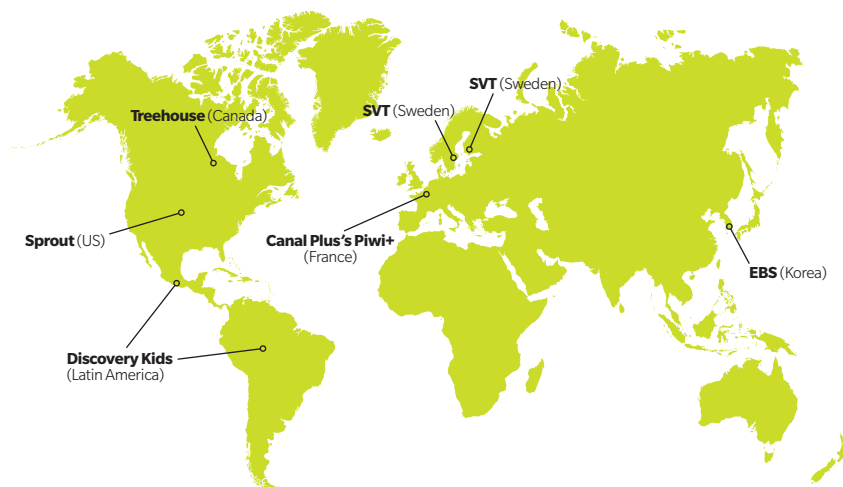 SVT (Sweden)
SVT (Sweden)
Treehouse (Canada)
Sprout (US)
Canal Plus’s Piwi+
(France)
EBS (Korea)
Discovery Kids
(Latin America)